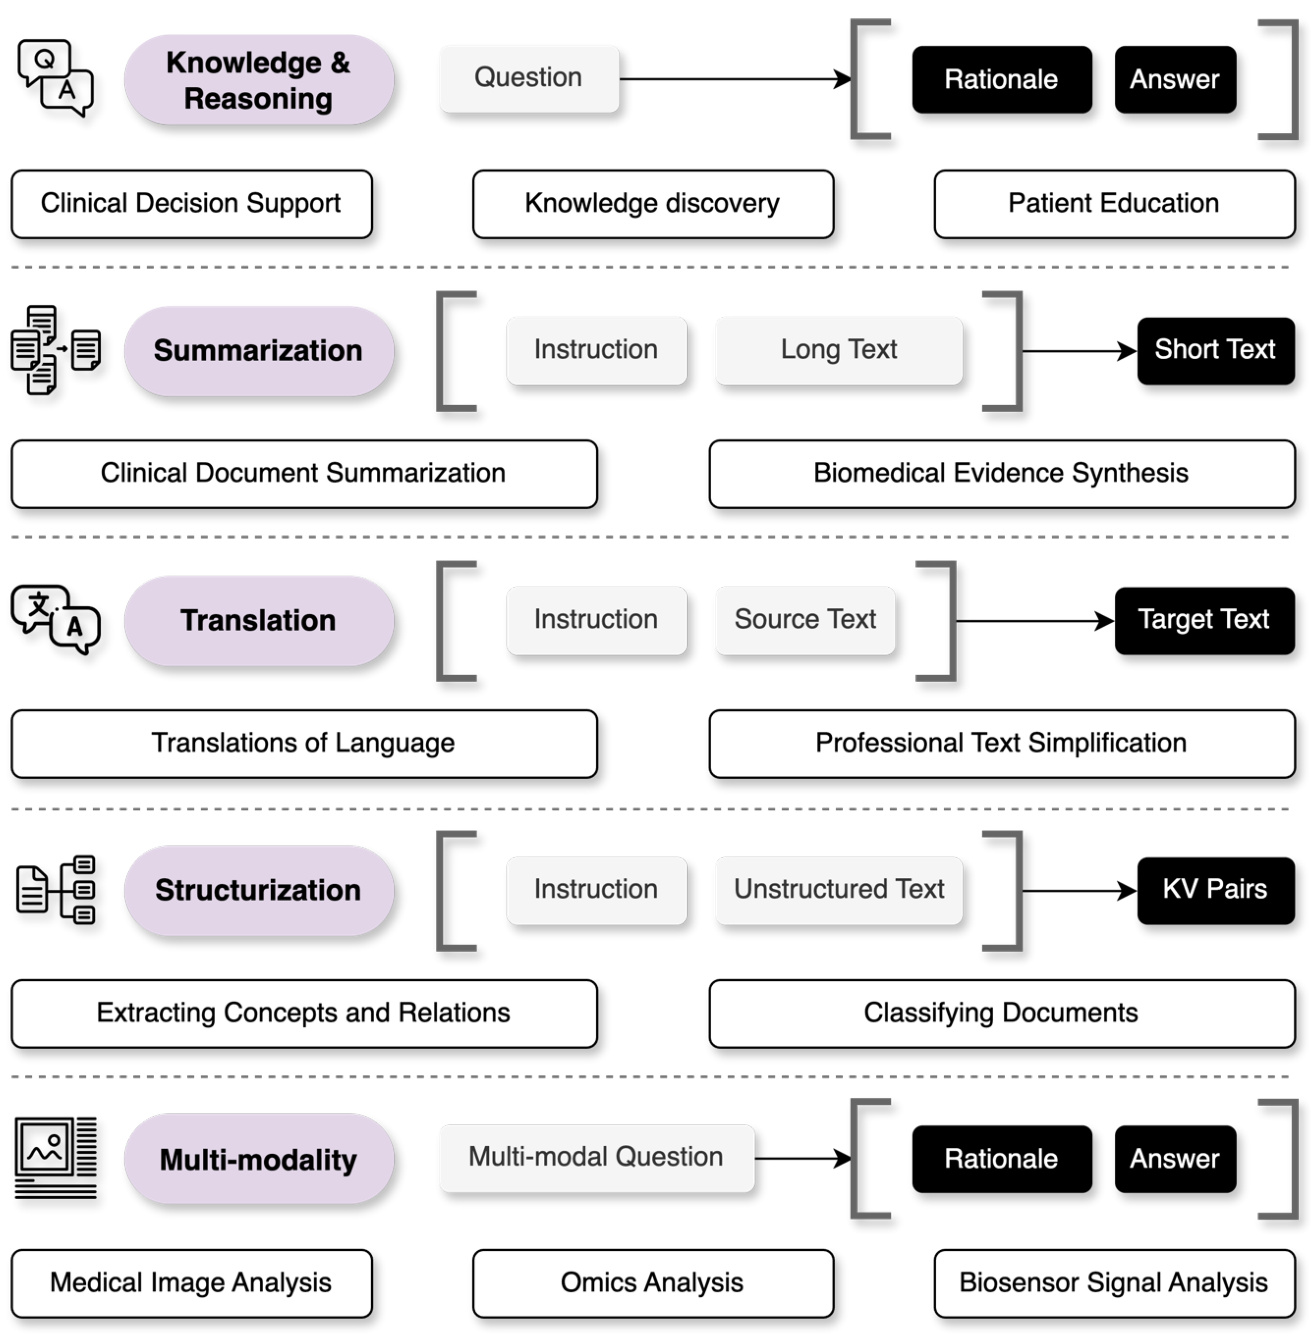 Q
A
Knowledge &
Reasoning
Question
Rationale
Answer
Clinical Decision Support
Knowledge discovery
Patient Education
Summarization
Instruction
Long Text
Short Text
Clinical Document Summarization
Biomedical Evidence Synthesis
文
A
Translation
Instruction
Source Text
Target Text
Translations of Language
Professional Text Simplification
Structurization
Instruction
Unstructured Text
KV Pairs
Extracting Concepts and Relations
Classifying Documents
Multi-modality
Multi-modal Question
Rationale
Answer
Medical Image Analysis
Omics Analysis
Biosensor Signal Analysis